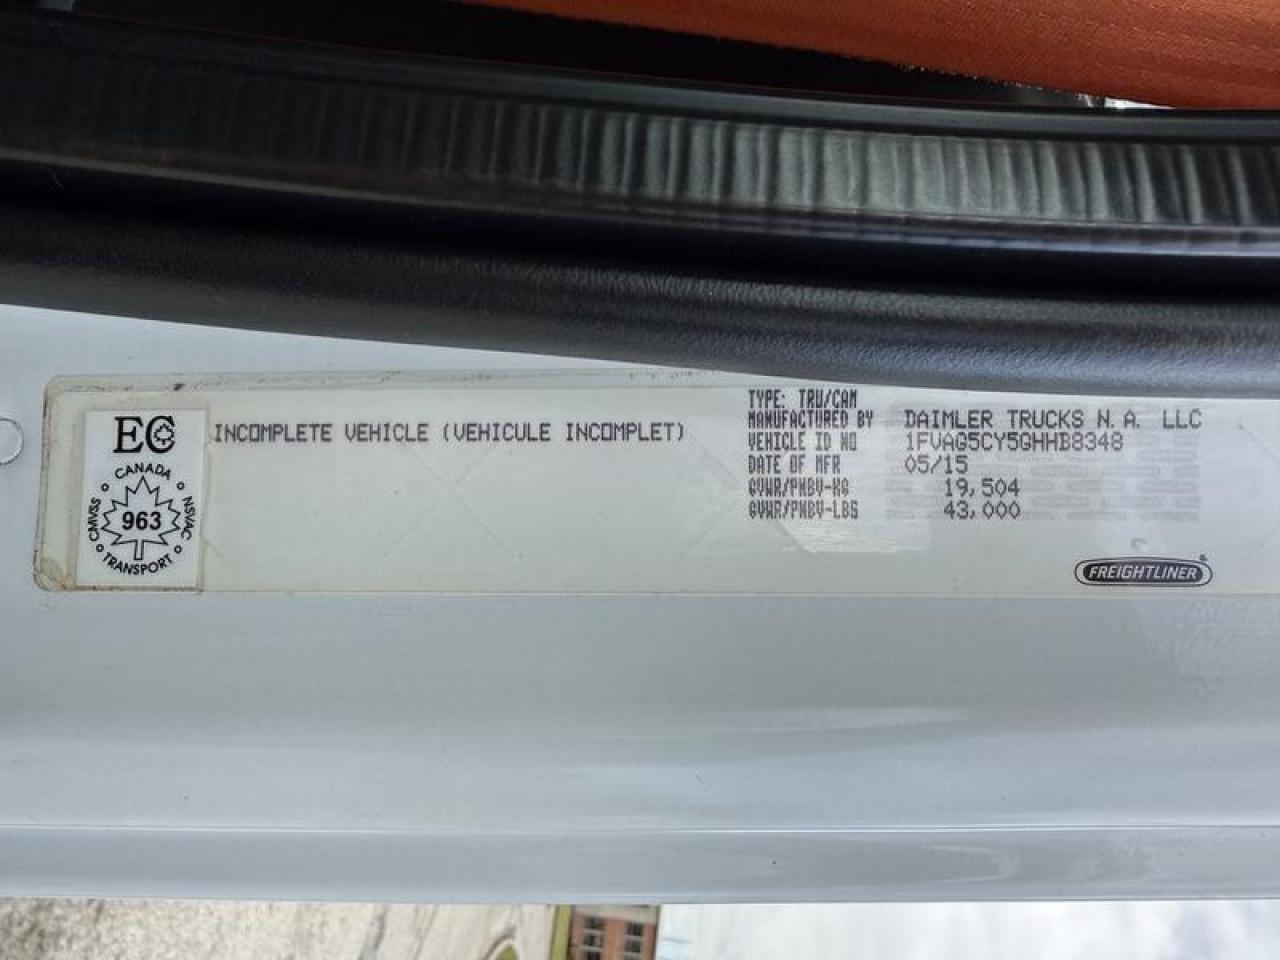 EC
CANADA
CMVSS
963
NSVAC
TRANSPORT
INCOMPLETE VEHICLE (VEHICULE INCOMPLET)
TYPE: TRU/CAM
MANUFACTURED BY DAIMLER TRUCKS N. A. LLC
VEHICLE ID NO 1FVAG5CY5GHHB8348
DATE OF MFR 05/15
GVWR/PNBV-KG 19,504
GVWR/PNBV-LBS 43,000
FREIGHTLINER